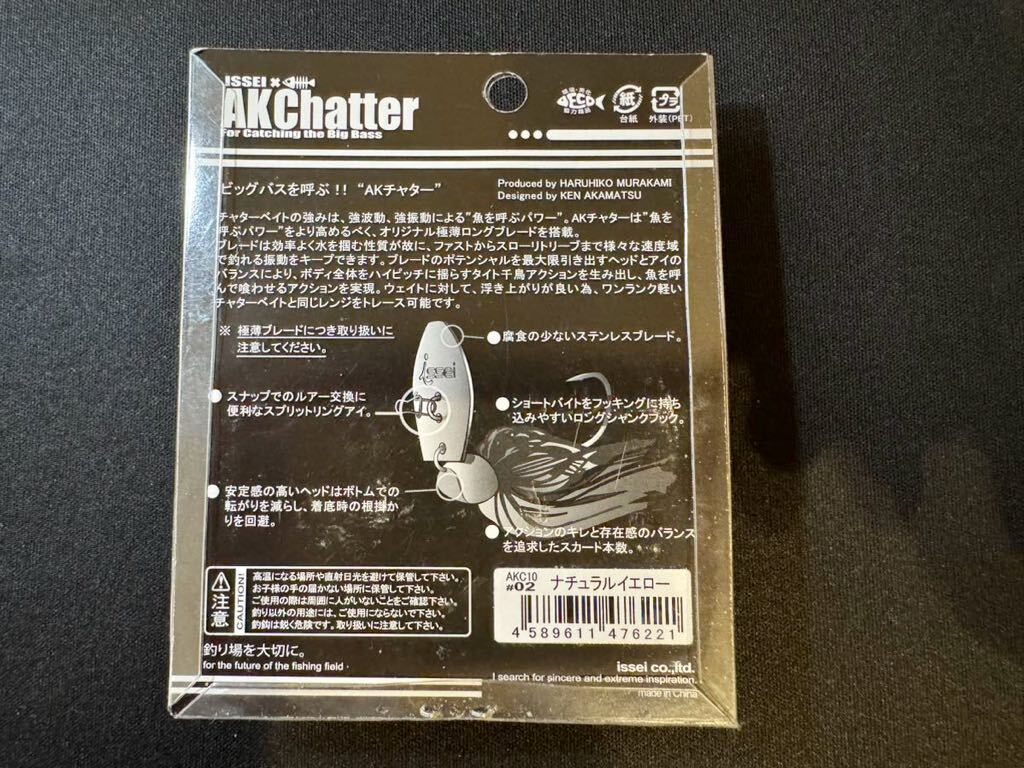 ISSEI ×
AKChatter
For Catching the Big Bass
FECO
紙
台紙
プラ
外装(PET)
ビッグバスを呼ぶ!! “AKチャター”
Produced by HARUHIKO MURAKAMI
Designed by KEN AKAMATSU
チャターベイトの強みは、強波動、強振動による”魚を呼ぶパワー”。AKチャターは”魚を
呼ぶパワー”をより高めるべく、オリジナル極薄ロングブレードを搭載。
ブレードは効率よく水を掴む性質が故に、ファストからスローリトリーブまで様々な速度域
で釣れる振動をキープできます。ブレードのポテンシャルを最大限引き出すヘッドとアイの
バランスにより、ボディ全体をハイピッチに揺らすタイト千鳥アクションを生み出し、魚を呼
んで喰わせるアクションを実現。ウェイトに対して、浮き上がりが良い為、ワンランク軽い
チャターベイトと同じレンジをトレース可能です。
※ 極薄ブレードにつき取り扱いに
注意してください。
腐食の少ないステンレスブレード。
issei
スナップでのルアー交換に
便利なスプリットリングアイ。
ショートバイトをフッキングに持ち
込みやすいロングシャンクフック。
安定感の高いヘッドはボトムでの
転がりを減らし、着底時の根掛か
りを回避。
アクションのキレと存在感のバランス
を追求したスカート本数。
注意
CAUTION!
高温になる場所や直射日光を避けて保管して下さい。
お子様の手の届かない場所に保管して下さい。
ご使用の際は周囲に人がいないことをご確認下さい。
釣り以外の用途には、ご使用にならないで下さい。
釣鈎は鋭く危険です。取り扱いに注意して下さい。
AKC10
#02 ナチュラルイエロー
4 589611 476221
釣り場を大切に。
for the future of the fishing field
issei co.,ltd.
I search for sincere and extreme inspiration.
made in China